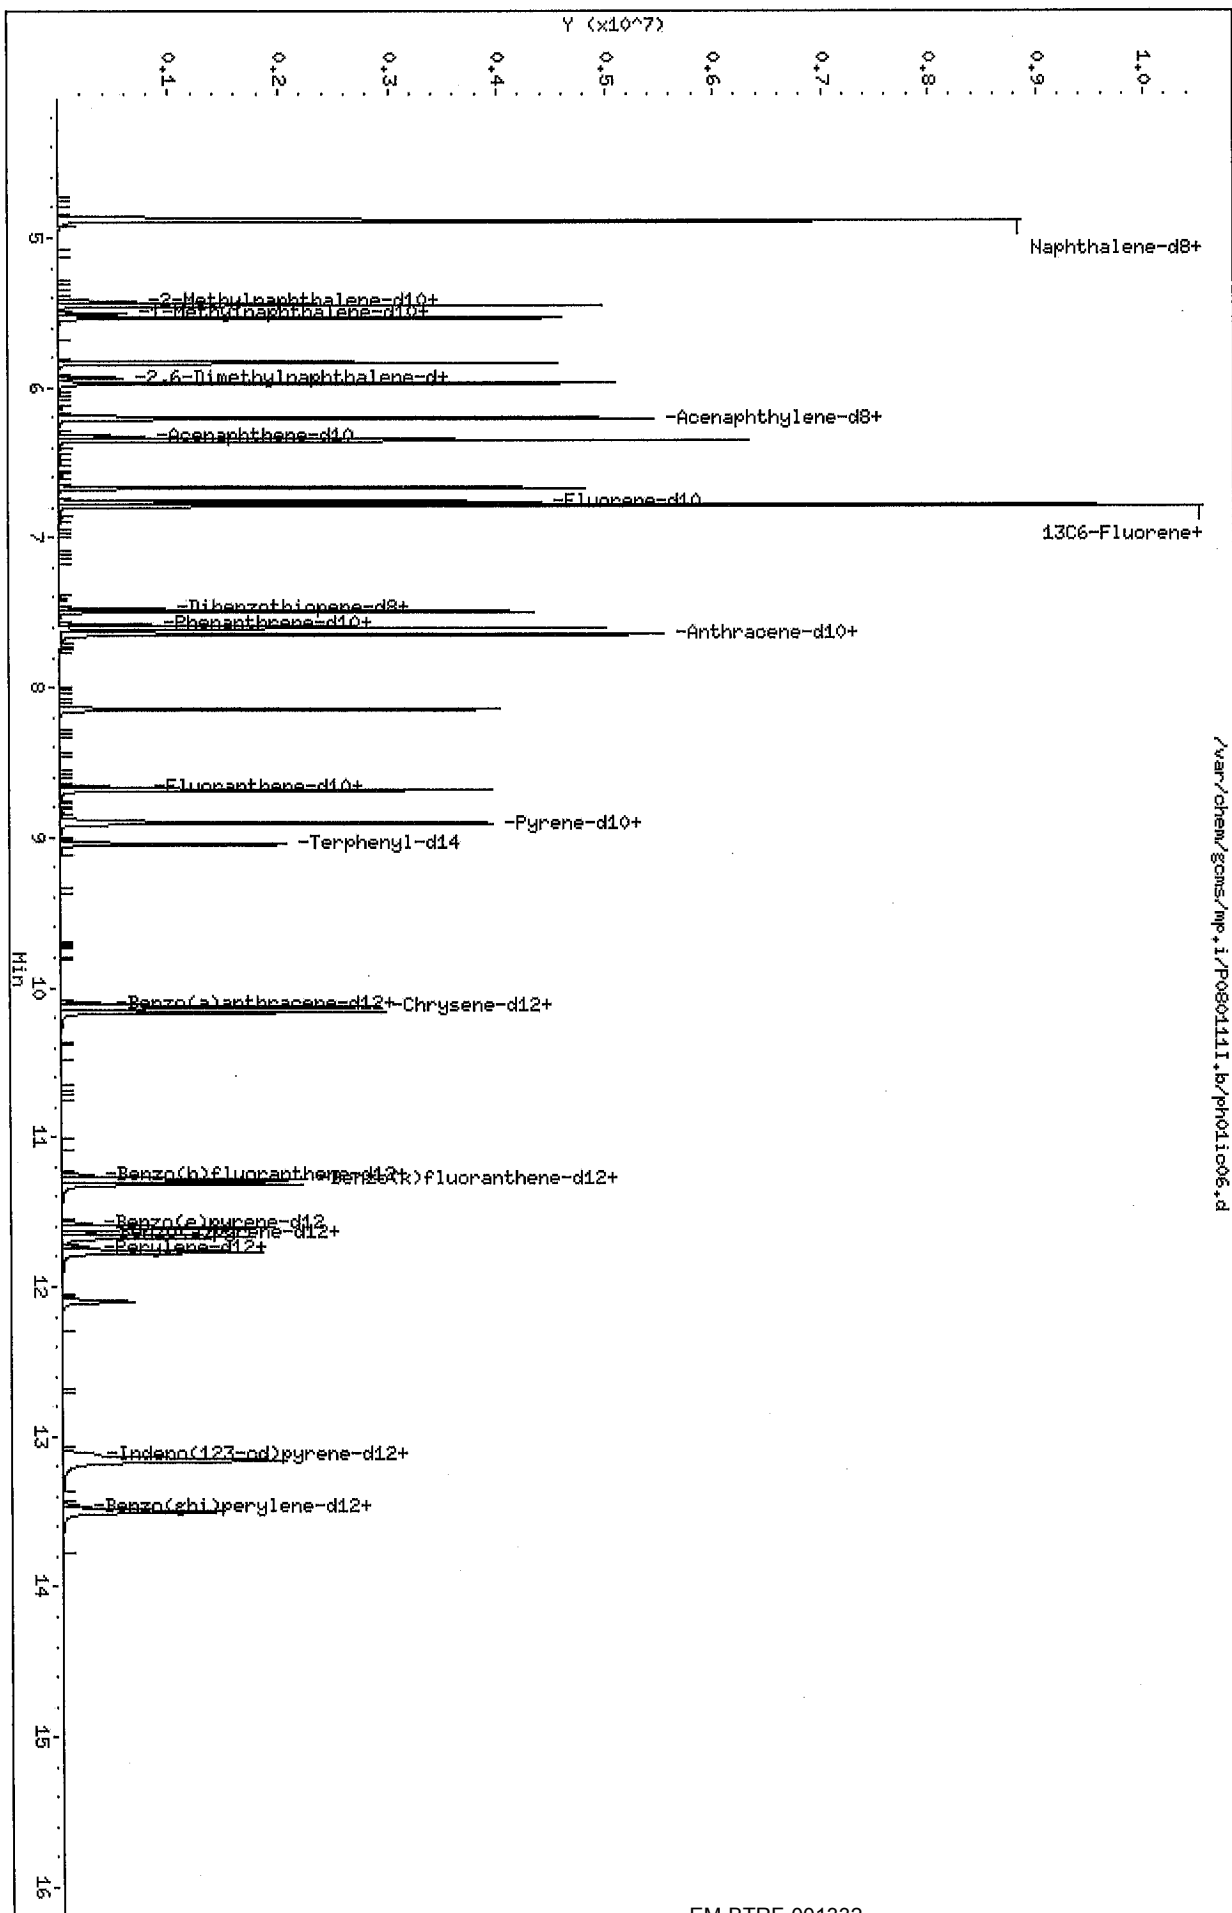 Y (x10^7)
0.1
0.2
0.3
0.4
0.5
0.6
0.7
0.8
0.9
1.0
5
Naphthalene-d8+
-2-Methylnaphthalene-d10+
-1-Methylnaphthalene-d10+
-2,6-Dimethylnaphthalene-d+
6
-Acenaphthylene-d8+
-Acenaphthene-d10
-Fluorene-d10
13C6-Fluorene+
7
-Dibenzothiopene-d8+
-Phenanthrene-d10+
-Anthracene-d10+
8
-Fluoranthene-d10+
-Pyrene-d10+
9
-Terphenyl-d14
Min
10
-Benzo(a)anthracene-d12+
-Chrysene-d12+
11
-Benzo(b)fluoranthene-d12+
-Benzo(k)fluoranthene-d12+
-Benzo(e)pyrene-d12
-Benzo(a)pyrene-d12+
-Perylene-d12+
12
13
-Indeno(123-cd)pyrene-d12+
-Benzo(ghi)perylene-d12+
14
15
16
/var/chem/gcms/mp.i/P080111I.b/ph01ic06.d